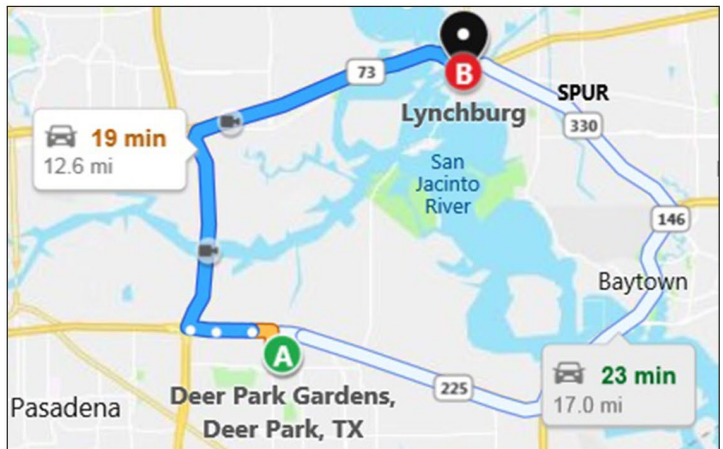 73
B
Lynchburg
SPUR
330
19 min
12.6 mi
San
Jacinto
River
146
Baytown
A
23 min
17.0 mi
225
Deer Park Gardens,
Deer Park, TX
Pasadena